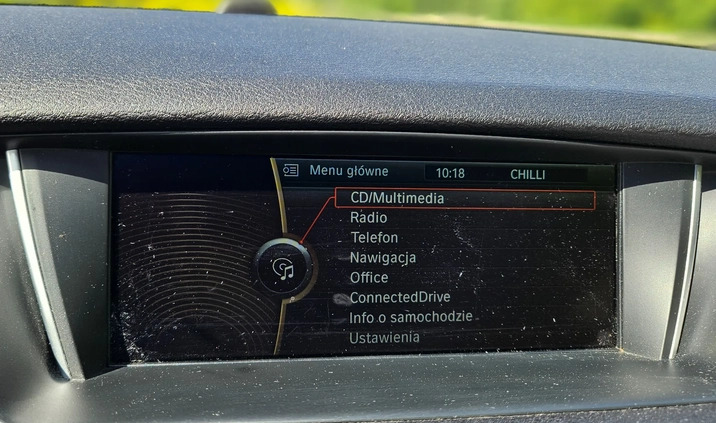 Menu główne 10:18 CHILLI
CD/Multimedia
Radio
Telefon
Nawigacja
Office
ConnectedDrive
Info o samochodzie
Ustawienia